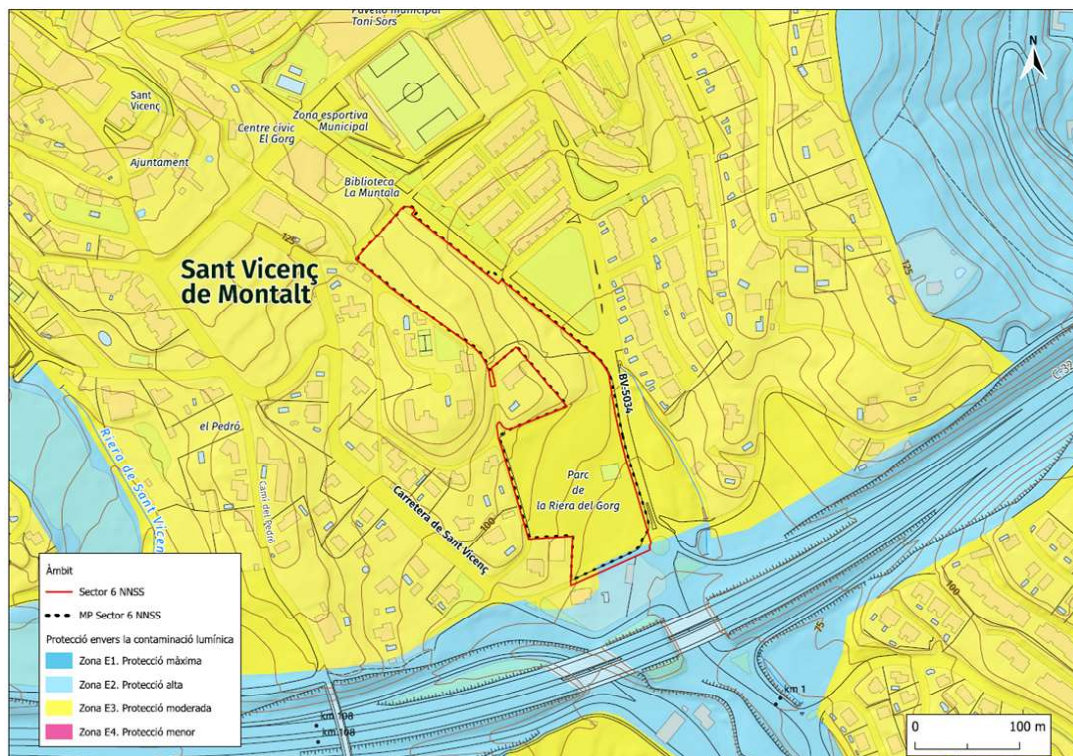 Pavelló Municipal
Toni Sors
N
Sant
Vicenç
Zona esportiva
Municipal
Centre cívic
El Gorg
Ajuntament
Biblioteca
La Muntala
125
Sant Vicenç
de Montalt
125
C-32
BV-5034
el Pedró
Riera de Sant Vicenç
Camí del Pedró
Parc
de
la Riera del Gorg
Carretera de Sant Vicenç
100
100
75
Àmbit
Sector 6 NNSS
MP Sector 6 NNSS
Protecció envers la contaminació lumínica
Zona E1. Protecció màxima
Zona E2. Protecció alta
Zona E3. Protecció moderada
Zona E4. Protecció menor
km 108
km 108
km 1
0 100 m